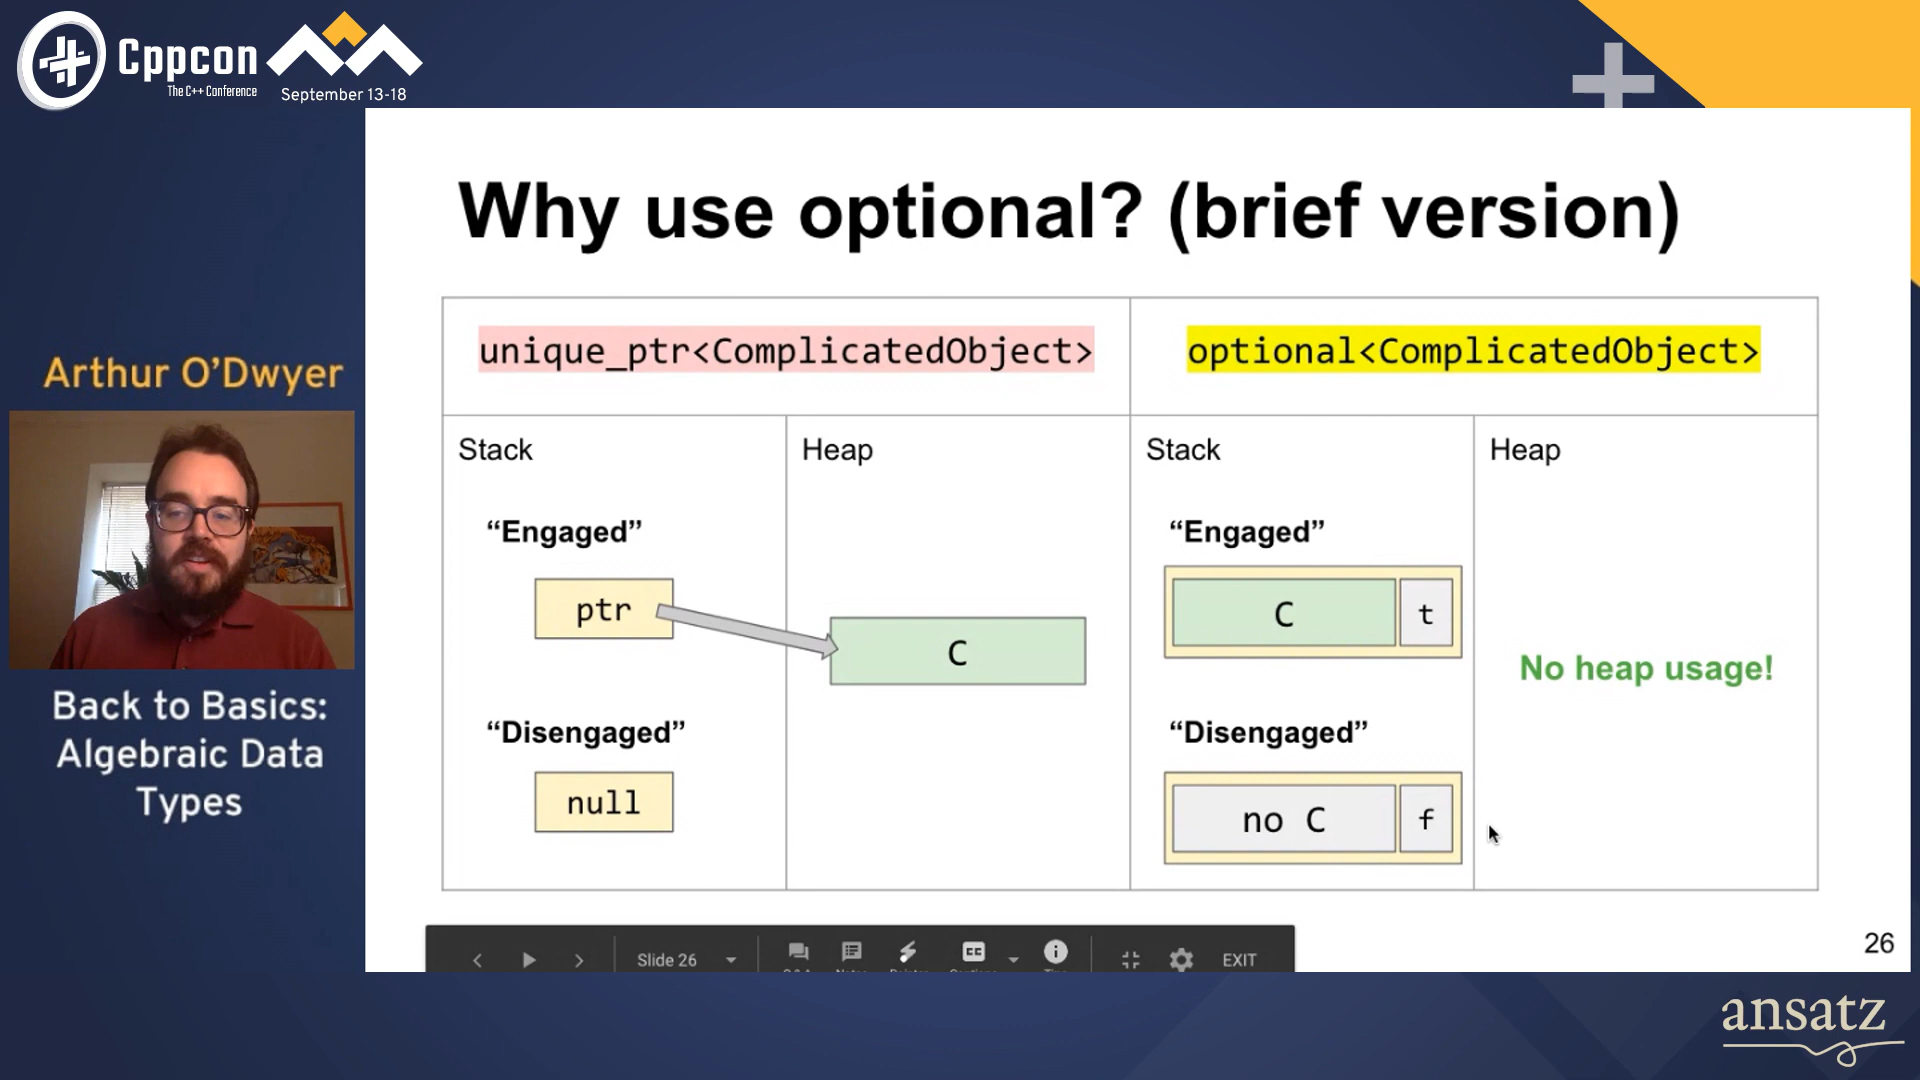 Cppcon
The C++ Conference
September 13-18
Arthur O’Dwyer
Back to Basics:
Algebraic Data
Types
Why use optional? (brief version)
unique_ptr<ComplicatedObject>
optional<ComplicatedObject>
Stack
Heap
Stack
Heap
“Engaged”
ptr
C
“Disengaged”
null
“Engaged”
C t
“Disengaged”
no C f
No heap usage!
26
Slide 26
CC
EXIT
ansatz